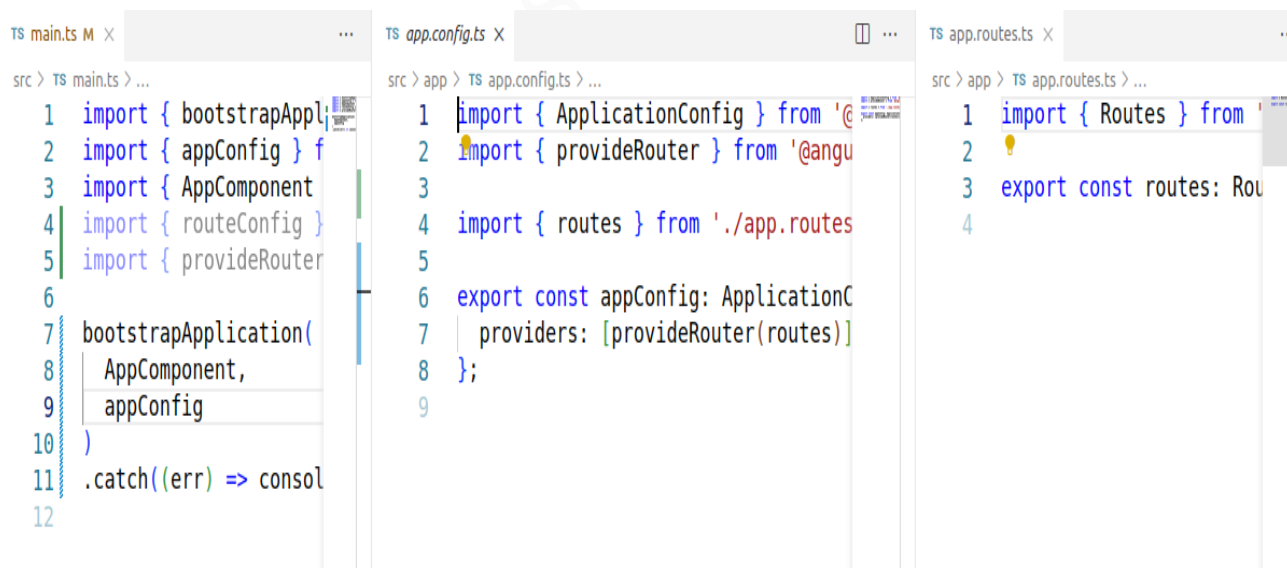 TS main.ts M ×
...
src > TS main.ts > ...
1 import { bootstrapAppl
2 import { appConfig } f
3 import { AppComponent
4 import { routeConfig }
5 import { provideRouter
6
7 bootstrapApplication(
8 AppComponent,
9 appConfig
10 )
11 .catch((err) => consol
12
TS app.config.ts ×
...
src > app > TS app.config.ts > ...
1 import { ApplicationConfig } from '@
2 import { provideRouter } from '@angu
3
4 import { routes } from './app.routes
5
6 export const appConfig: ApplicationC
7 providers: [provideRouter(routes)]
8 };
9
TS app.routes.ts ×
src > app > TS app.routes.ts > ...
1 import { Routes } from '
2
3 export const routes: Rou
4